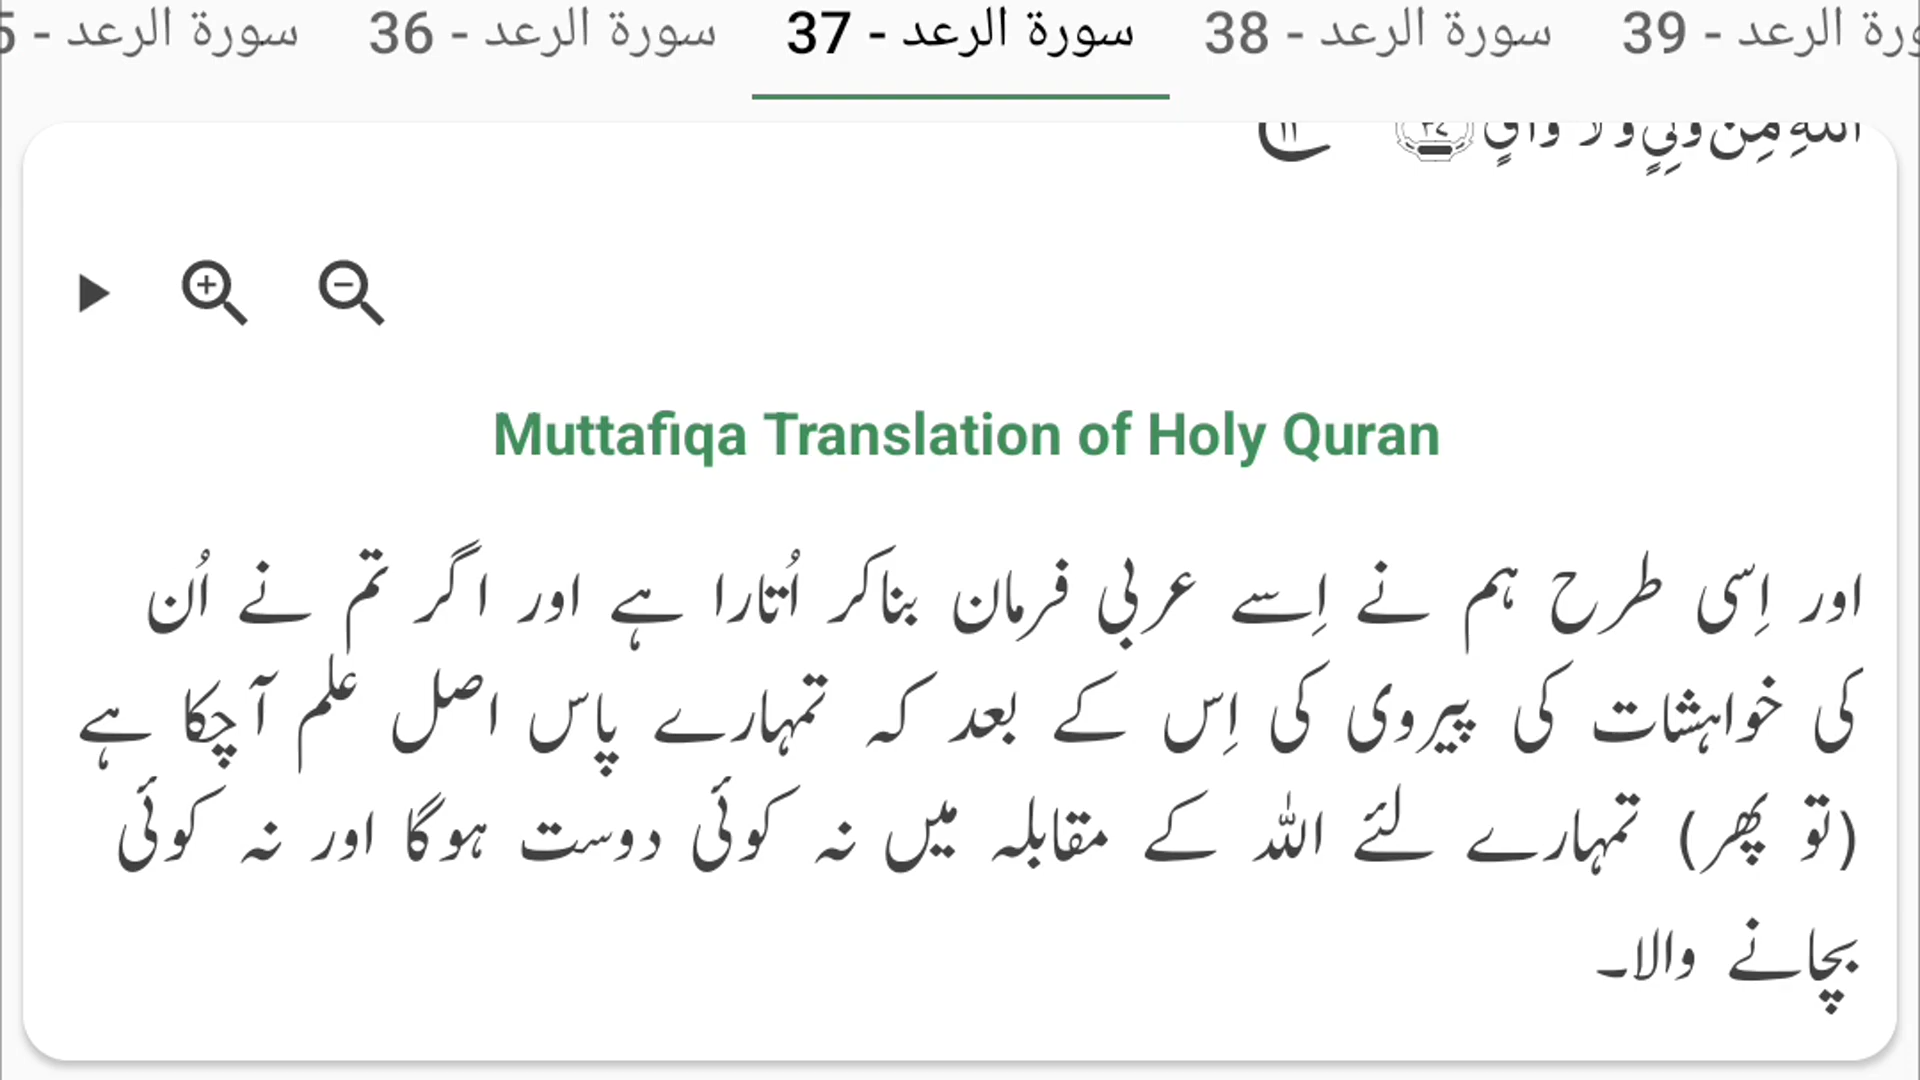 سورة الرعد - 36 سورة الرعد - 37 سورة الرعد - 38 سورة الرعد - 39
Muttafiqa Translation of Holy Quran
اور اِسی طرح ہم نے اِسے عربی فرمان بناکر اُتارا ہے اور اگر تم نے اُن
کی خواہشات کی پیروی کی اِس کے بعد کہ تمہارے پاس اصل علم آچکا ہے
(تو پھر) تمہارے لئے اللہ کے مقابلہ میں نہ کوئی دوست ہوگا اور نہ کوئی
بچانے والا۔